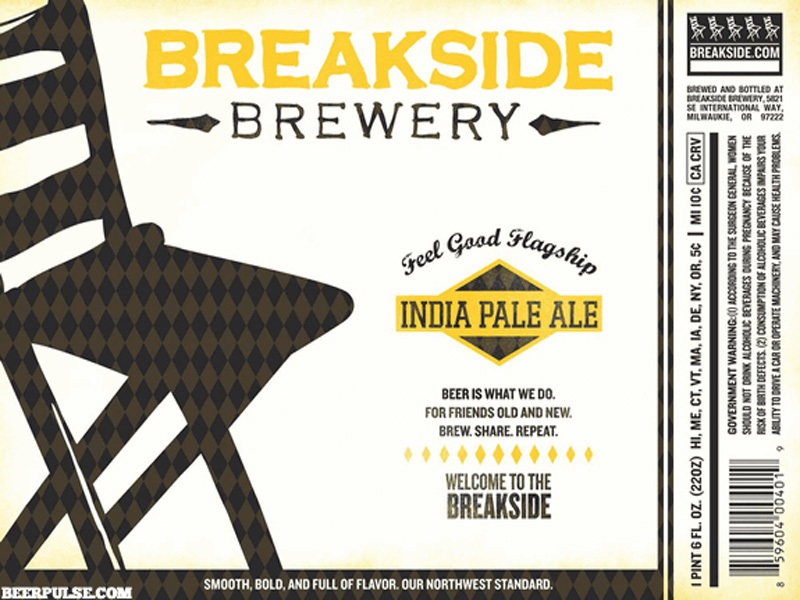 BREAKSIDE
BREWERY
Feel Good Flagship
INDIA PALE ALE
BEER IS WHAT WE DO.
FOR FRIENDS OLD AND NEW.
BREW. SHARE. REPEAT.
WELCOME TO THE
BREAKSIDE
SMOOTH, BOLD, AND FULL OF FLAVOR. OUR NORTHWEST STANDARD.
BEERPULSE.COM
BREAKSIDE.COM
BREWED AND BOTTLED AT
BREAKSIDE BREWERY, 5821
SE INTERNATIONAL WAY,
MILWAUKIE, OR 97222
1 PINT 6 FL. OZ. (22OZ) HI, ME, CT, VT, MA, IA, DE, NY, OR, 5¢ | MI 10¢ CA CRV
GOVERNMENT WARNING: (1) ACCORDING TO THE SURGEON GENERAL, WOMEN
SHOULD NOT DRINK ALCOHOLIC BEVERAGES DURING PREGNANCY BECAUSE OF THE
RISK OF BIRTH DEFECTS. (2) CONSUMPTION OF ALCOHOLIC BEVERAGES IMPAIRS YOUR
ABILITY TO DRIVE A CAR OR OPERATE MACHINERY, AND MAY CAUSE HEALTH PROBLEMS.
8 59604 00401 9